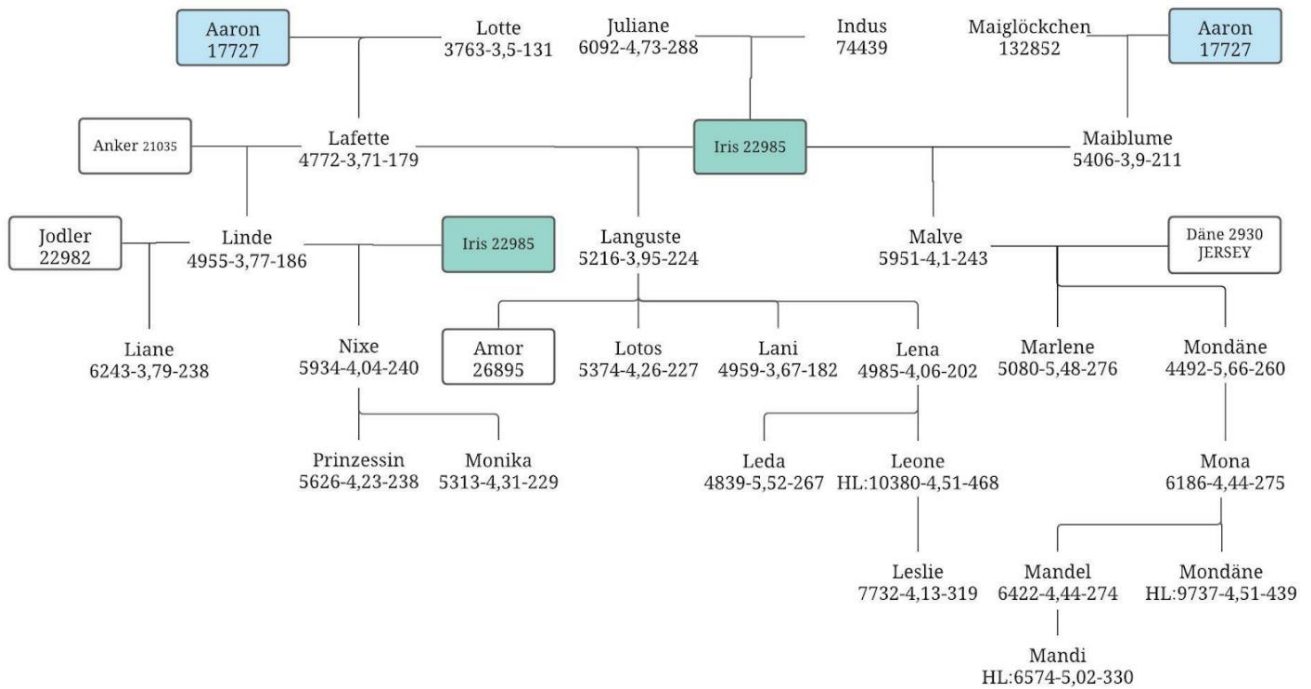 Aaron
17727
Lotte
3763-3,5-131
Juliane
6092-4,73-288
Indus
74439
Maiglöckchen
132852
Aaron
17727
Anker 21035
Lafette
4772-3,71-179
Iris 22985
Maiblume
5406-3,9-211
Jodler
22982
Linde
4955-3,77-186
Iris 22985
Languste
5216-3,95-224
Malve
5951-4,1-243
Däne 2930
JERSEY
Liane
6243-3,79-238
Nixe
5934-4,04-240
Amor
26895
Lotos
5374-4,26-227
Lani
4959-3,67-182
Lena
4985-4,06-202
Marlene
5080-5,48-276
Mondäne
4492-5,66-260
Prinzessin
5626-4,23-238
Monika
5313-4,31-229
Leda
4839-5,52-267
Leone
HL:10380-4,51-468
Mona
6186-4,44-275
Leslie
7732-4,13-319
Mandel
6422-4,44-274
Mondäne
HL:9737-4,51-439
Mandi
HL:6574-5,02-330